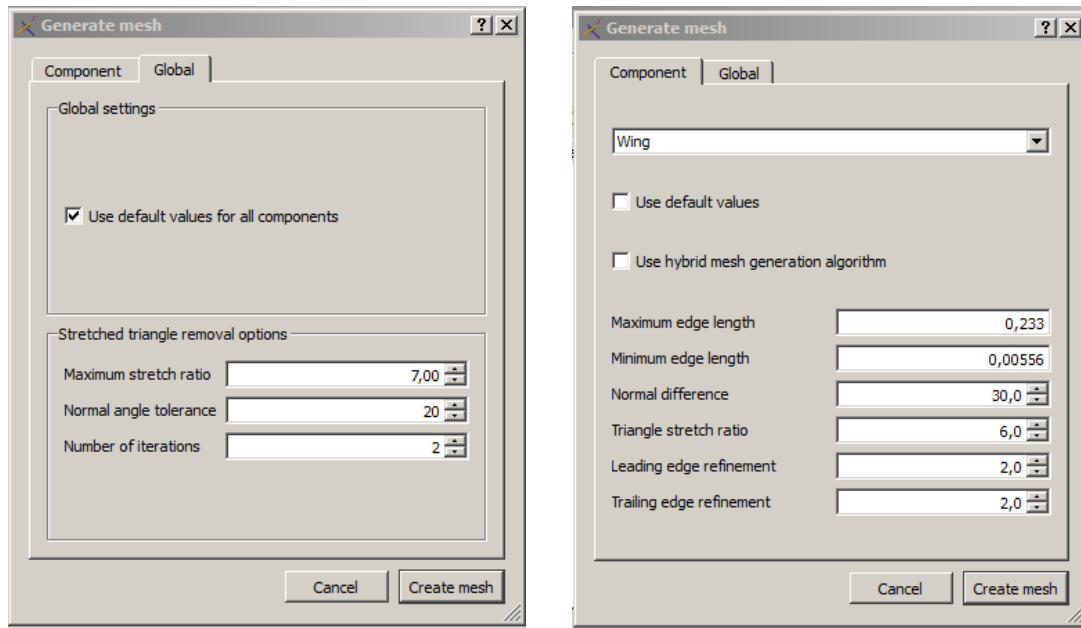 Generate mesh
Component Global
Global settings
Use default values for all components
Stretched triangle removal options
Maximum stretch ratio 7,00
Normal angle tolerance 20
Number of iterations 2
Cancel Create mesh
Generate mesh
Component Global
Wing
Use default values
Use hybrid mesh generation algorithm
Maximum edge length 0,233
Minimum edge length 0,00556
Normal difference 30,0
Triangle stretch ratio 6,0
Leading edge refinement 2,0
Trailing edge refinement 2,0
Cancel Create mesh